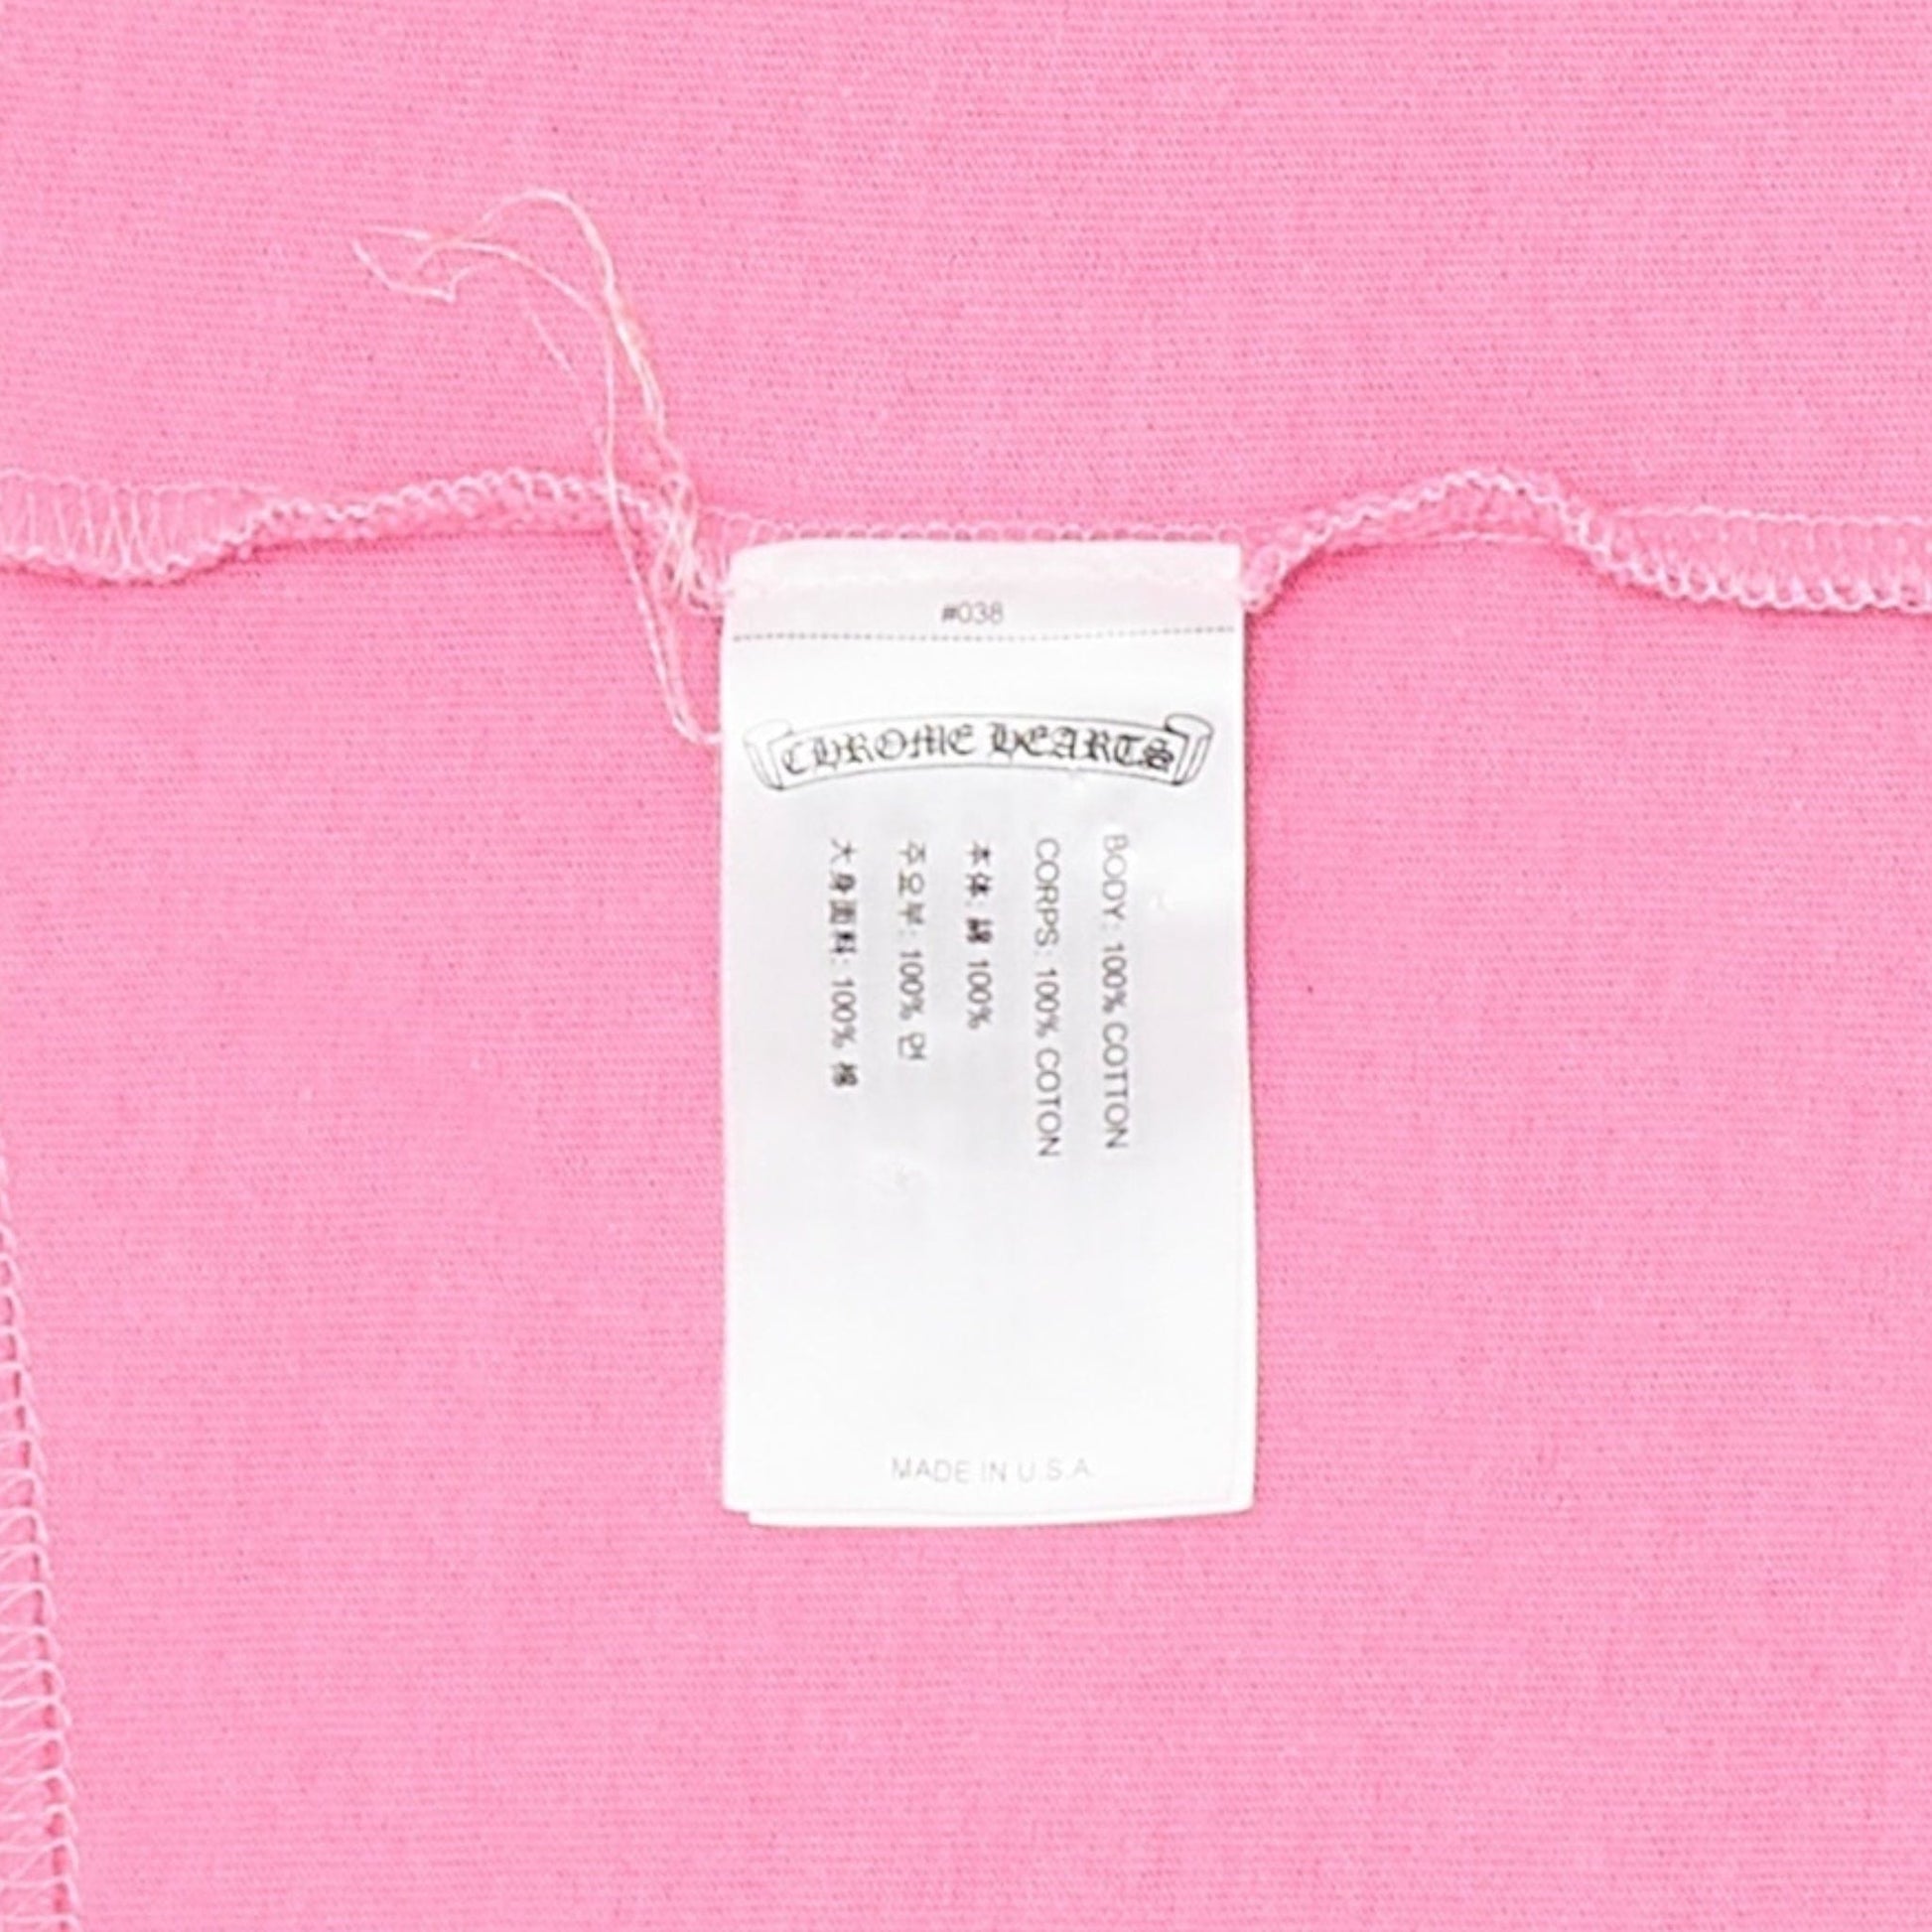 #038
CHROME HEARTS
BODY: 100% COTTON
CORPS: 100% COTON
本体: 綿 100%
주요부: 100% 면
大身面料: 100% 棉
MADE IN U.S.A.